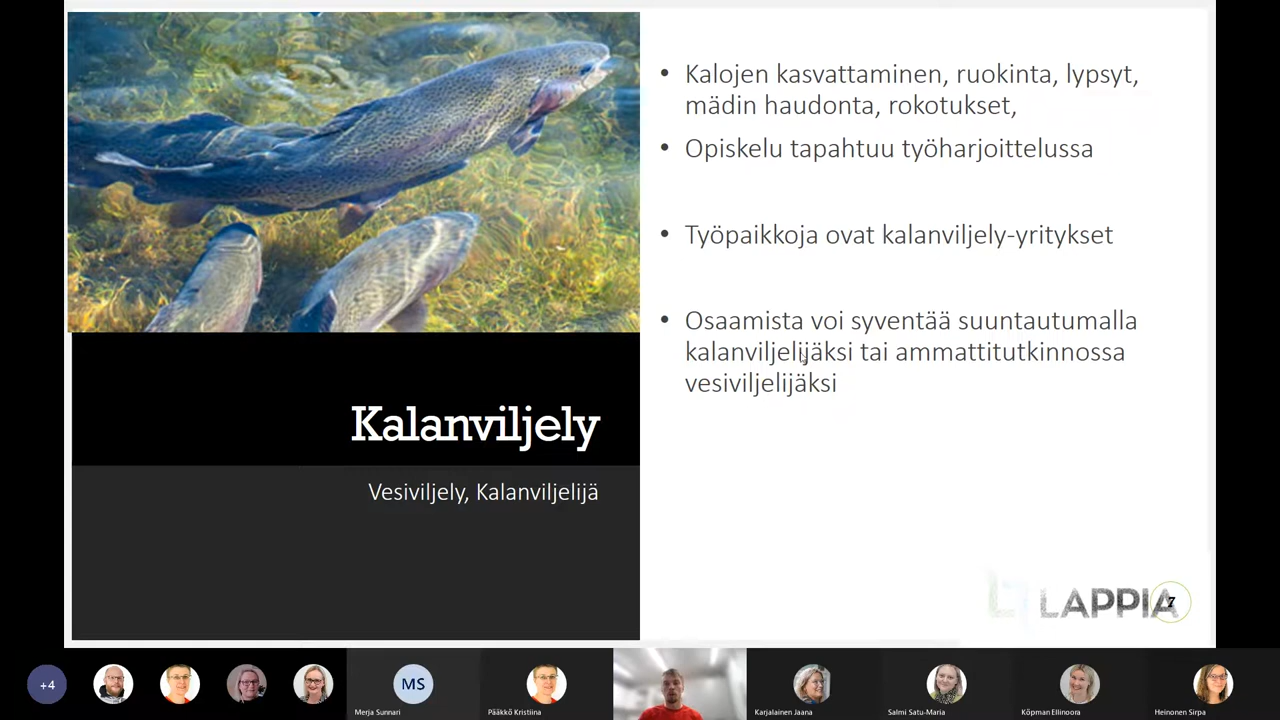 • Kalojen kasvattaminen, ruokinta, lypsyt,
mädin haudonta, rokotukset,
• Opiskelu tapahtuu työharjoittelussa
• Työpaikkoja ovat kalanviljely-yritykset
• Osaamista voi syventää suuntautumalla
kalanviljelijäksi tai ammattitutkinnossa
vesiviljelijäksi
Kalanviljely
Vesiviljely, Kalanviljelijä
LAPPIA
7
+4
MS
Merja Sunnari
Pääkkö Kristiina
Karjalainen Jaana
Salmi Satu-Maria
Köpman Ellinoora
Heinonen Sirpa